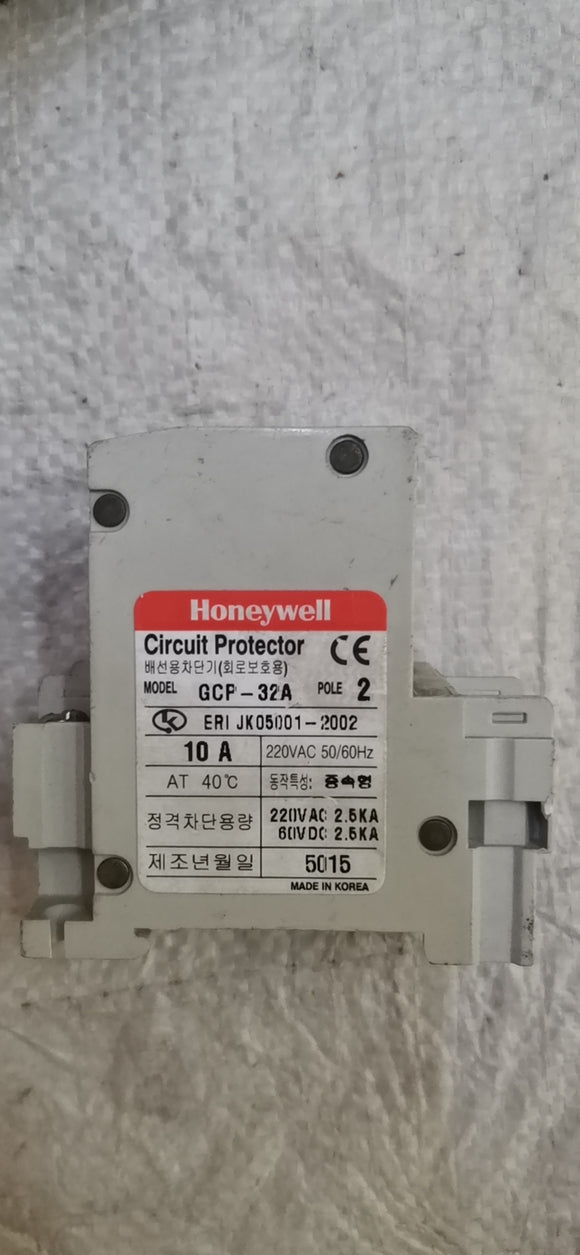 Honeywell
Circuit Protector CE
배선용차단기(회로보호용)
MODEL GCP-32A POLE 2
ERI JK05001-2002
10 A 220VAC 50/60Hz
AT 40℃ 동작특성: 중속형
정격차단용량 220VAC 2.5KA
60VDC 2.5KA
제조년월일 5015
MADE IN KOREA